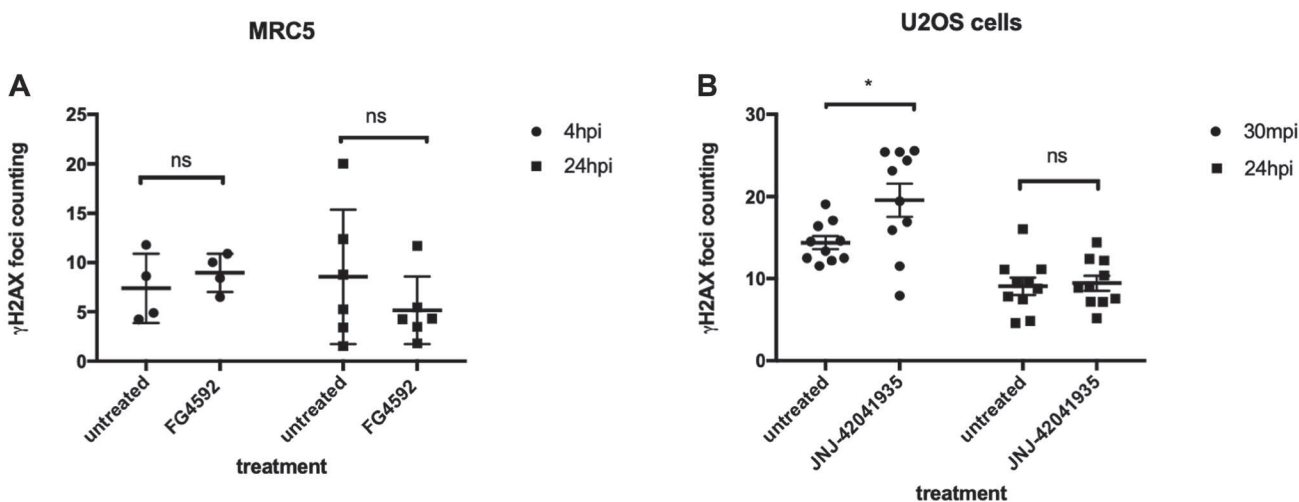 MRC5
A
γH2AX foci counting
25
20
15
10
5
0
ns
ns
4hpi
24hpi
untreated
FG4592
untreated
FG4592
treatment
U2OS cells
B
γH2AX foci counting
30
20
10
0
*
ns
30mpi
24hpi
untreated
JNJ-42041935
untreated
JNJ-42041935
treatment